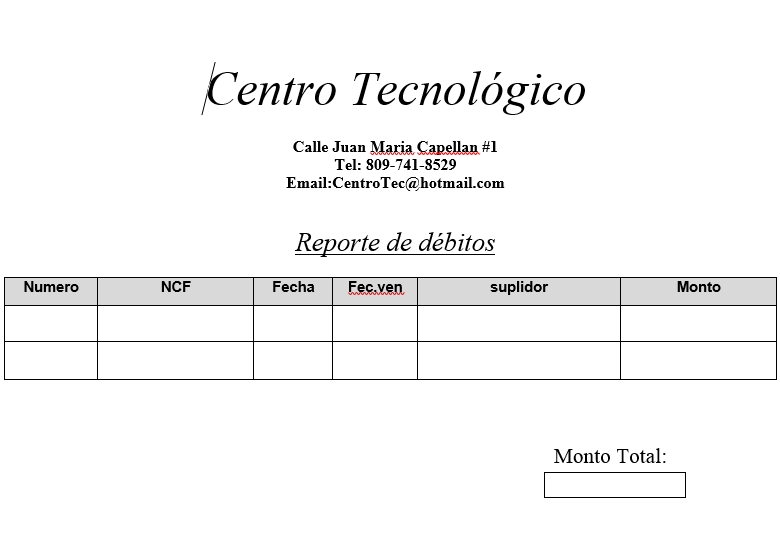 Centro Tecnológico
Calle Juan Maria Capellan #1
Tel: 809-741-8529
Email:CentroTec@hotmail.com
Reporte de débitos
Numero NCF Fecha Fec.ven suplidor Monto
Monto Total: